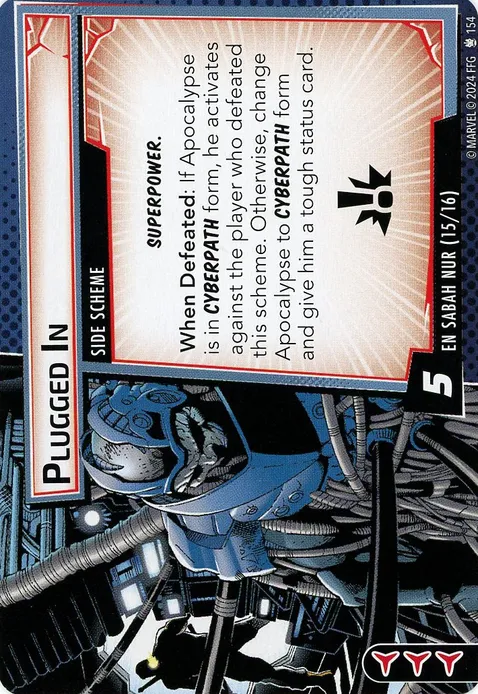 PLUGGED IN
SIDE SCHEME
SUPERPOWER.
When Defeated: If Apocalypse
is in CYBERPATH form, he activates
against the player who defeated
this scheme. Otherwise, change
Apocalypse to CYBERPATH form
and give him a tough status card.
5
EN SABAH NUR (15/16)
© MARVEL © 2024 FFG 154